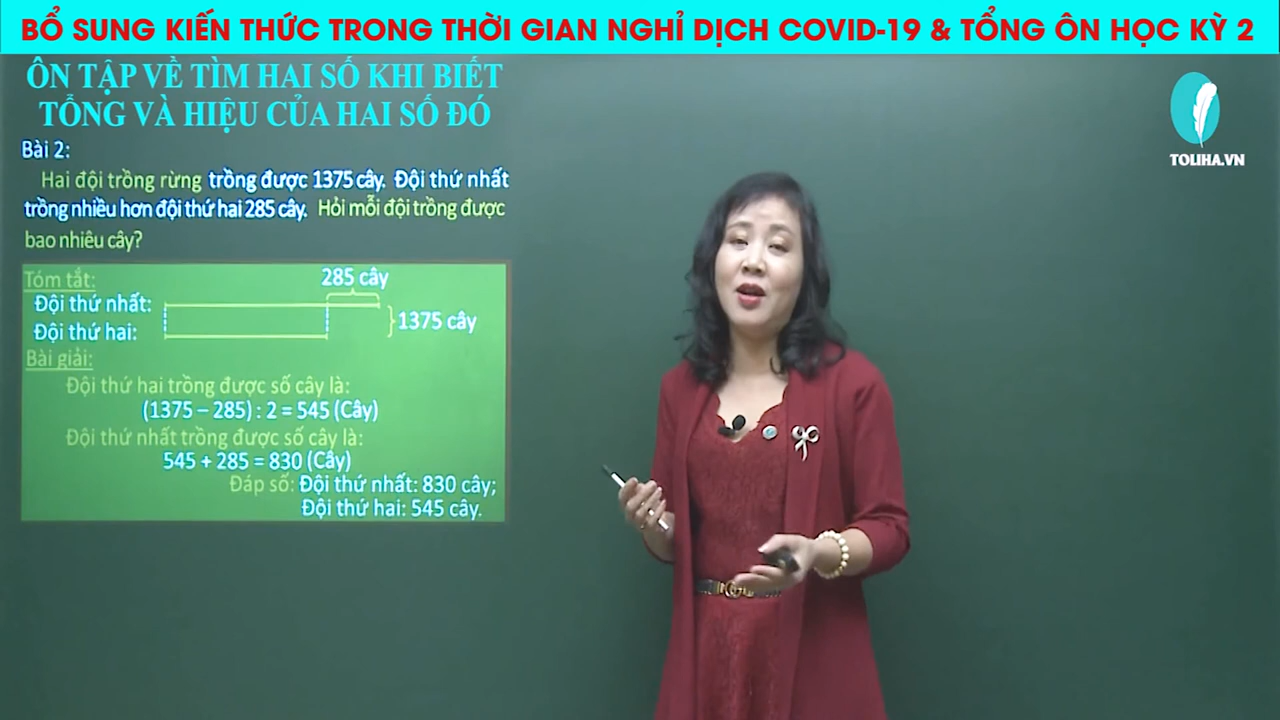 BỔ SUNG KIẾN THỨC TRONG THỜI GIAN NGHỈ DỊCH COVID-19 & TỔNG ÔN HỌC KỲ 2
ÔN TẬP VỀ TÌM HAI SỐ KHI BIẾT
TỔNG VÀ HIỆU CỦA HAI SỐ ĐÓ
TOLIHA.VN
Bài 2:
Hai đội trồng rừng trồng được 1375 cây. Đội thứ nhất
trồng nhiều hơn đội thứ hai 285 cây. Hỏi mỗi đội trồng được
bao nhiêu cây?
Tóm tắt:
285 cây
Đội thứ nhất:
1375 cây
Đội thứ hai:
Bài giải:
Đội thứ hai trồng được số cây là:
(1375 – 285) : 2 = 545 (Cây)
Đội thứ nhất trồng được số cây là:
545 + 285 = 830 (Cây)
Đáp số: Đội thứ nhất: 830 cây;
Đội thứ hai: 545 cây.